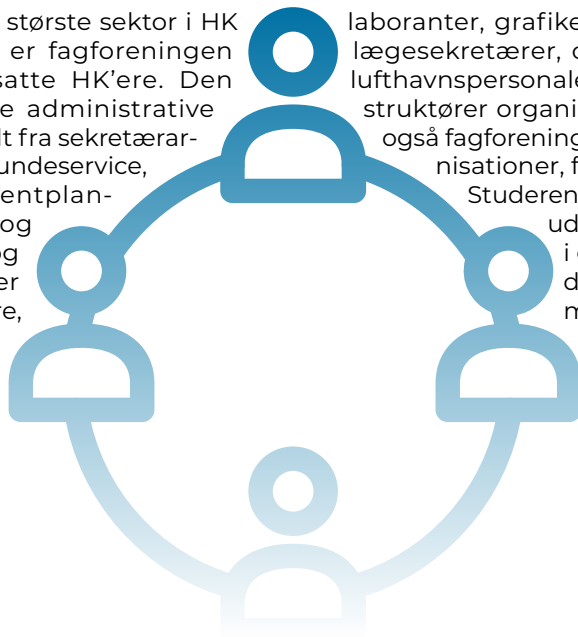 største sektor i HK
er fagforeningen
satte HK’ere. Den
e administrative
lt fra sekretærar-
undeservice,
entplan-
og
og
er
re,
laboranter, grafike
lægesekretærer,
lufthavnspersonale
struktører organi
også fagforening
nisationer, f
Studeren
ud
i
d
m